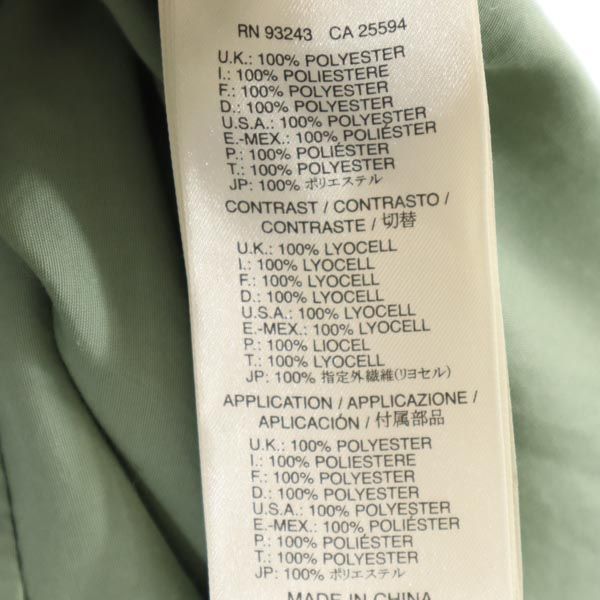 RN 93243 CA 25594
U.K.: 100% POLYESTER
I.: 100% POLIESTERE
F.: 100% POLYESTER
D.: 100% POLYESTER
U.S.A.: 100% POLYESTER
E.-MEX.: 100% POLIÉSTER
P.: 100% POLIÉSTER
T.: 100% POLYESTER
JP: 100% ポリエステル
CONTRAST / CONTRASTO /
CONTRASTE / 切替
U.K.: 100% LYOCELL
I.: 100% LYOCELL
F.: 100% LYOCELL
D.: 100% LYOCELL
U.S.A.: 100% LYOCELL
E.-MEX.: 100% LYOCELL
P.: 100% LIOCEL
T.: 100% LYOCELL
JP: 100% 指定外繊維(リヨセル)
APPLICATION / APPLICAZIONE /
APLICACIÓN / 付属部品
U.K.: 100% POLYESTER
I.: 100% POLIESTERE
F.: 100% POLYESTER
D.: 100% POLYESTER
U.S.A.: 100% POLYESTER
E.-MEX.: 100% POLIÉSTER
P.: 100% POLIÉSTER
T.: 100% POLYESTER
JP: 100% ポリエステル
MADE IN CHINA